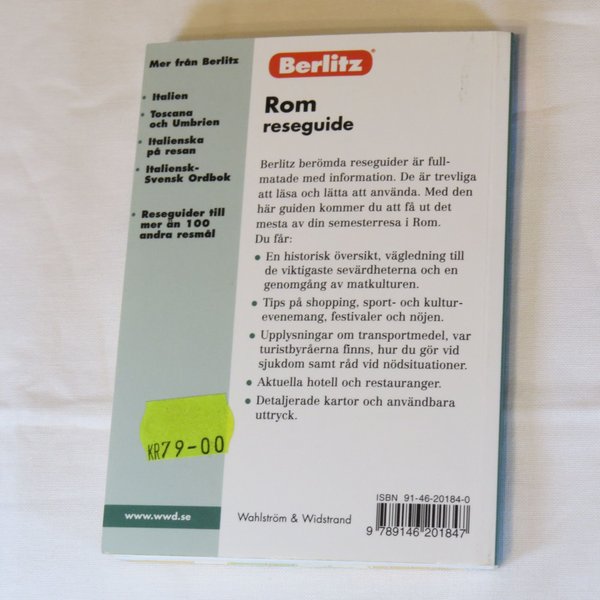 Mer från Berlitz
• Italien
• Toscana
och Umbrien
• Italienska
på resan
• Italiensk-
Svensk Ordbok
• Reseguider till
mer än 100
andra resmål
KR79-00
www.wwd.se
Berlitz®
Rom
reseguide
Berlitz berömda reseguider är full-
matade med information. De är trevliga
att läsa och lätta att använda. Med den
här guiden kommer du att få ut det
mesta av din semesterresa i Rom.
Du får:
• En historisk översikt, vägledning till
de viktigaste sevärdheterna och en
genomgång av matkulturen.
• Tips på shopping, sport- och kultur-
evenemang, festivaler och nöjen.
• Upplysningar om transportmedel, var
turistbyråerna finns, hur du gör vid
sjukdom samt råd vid nödsituationer.
• Aktuella hotell och restauranger.
• Detaljerade kartor och användbara
uttryck.
Wahlström & Widstrand
ISBN 91-46-20184-0
9 789146 201847